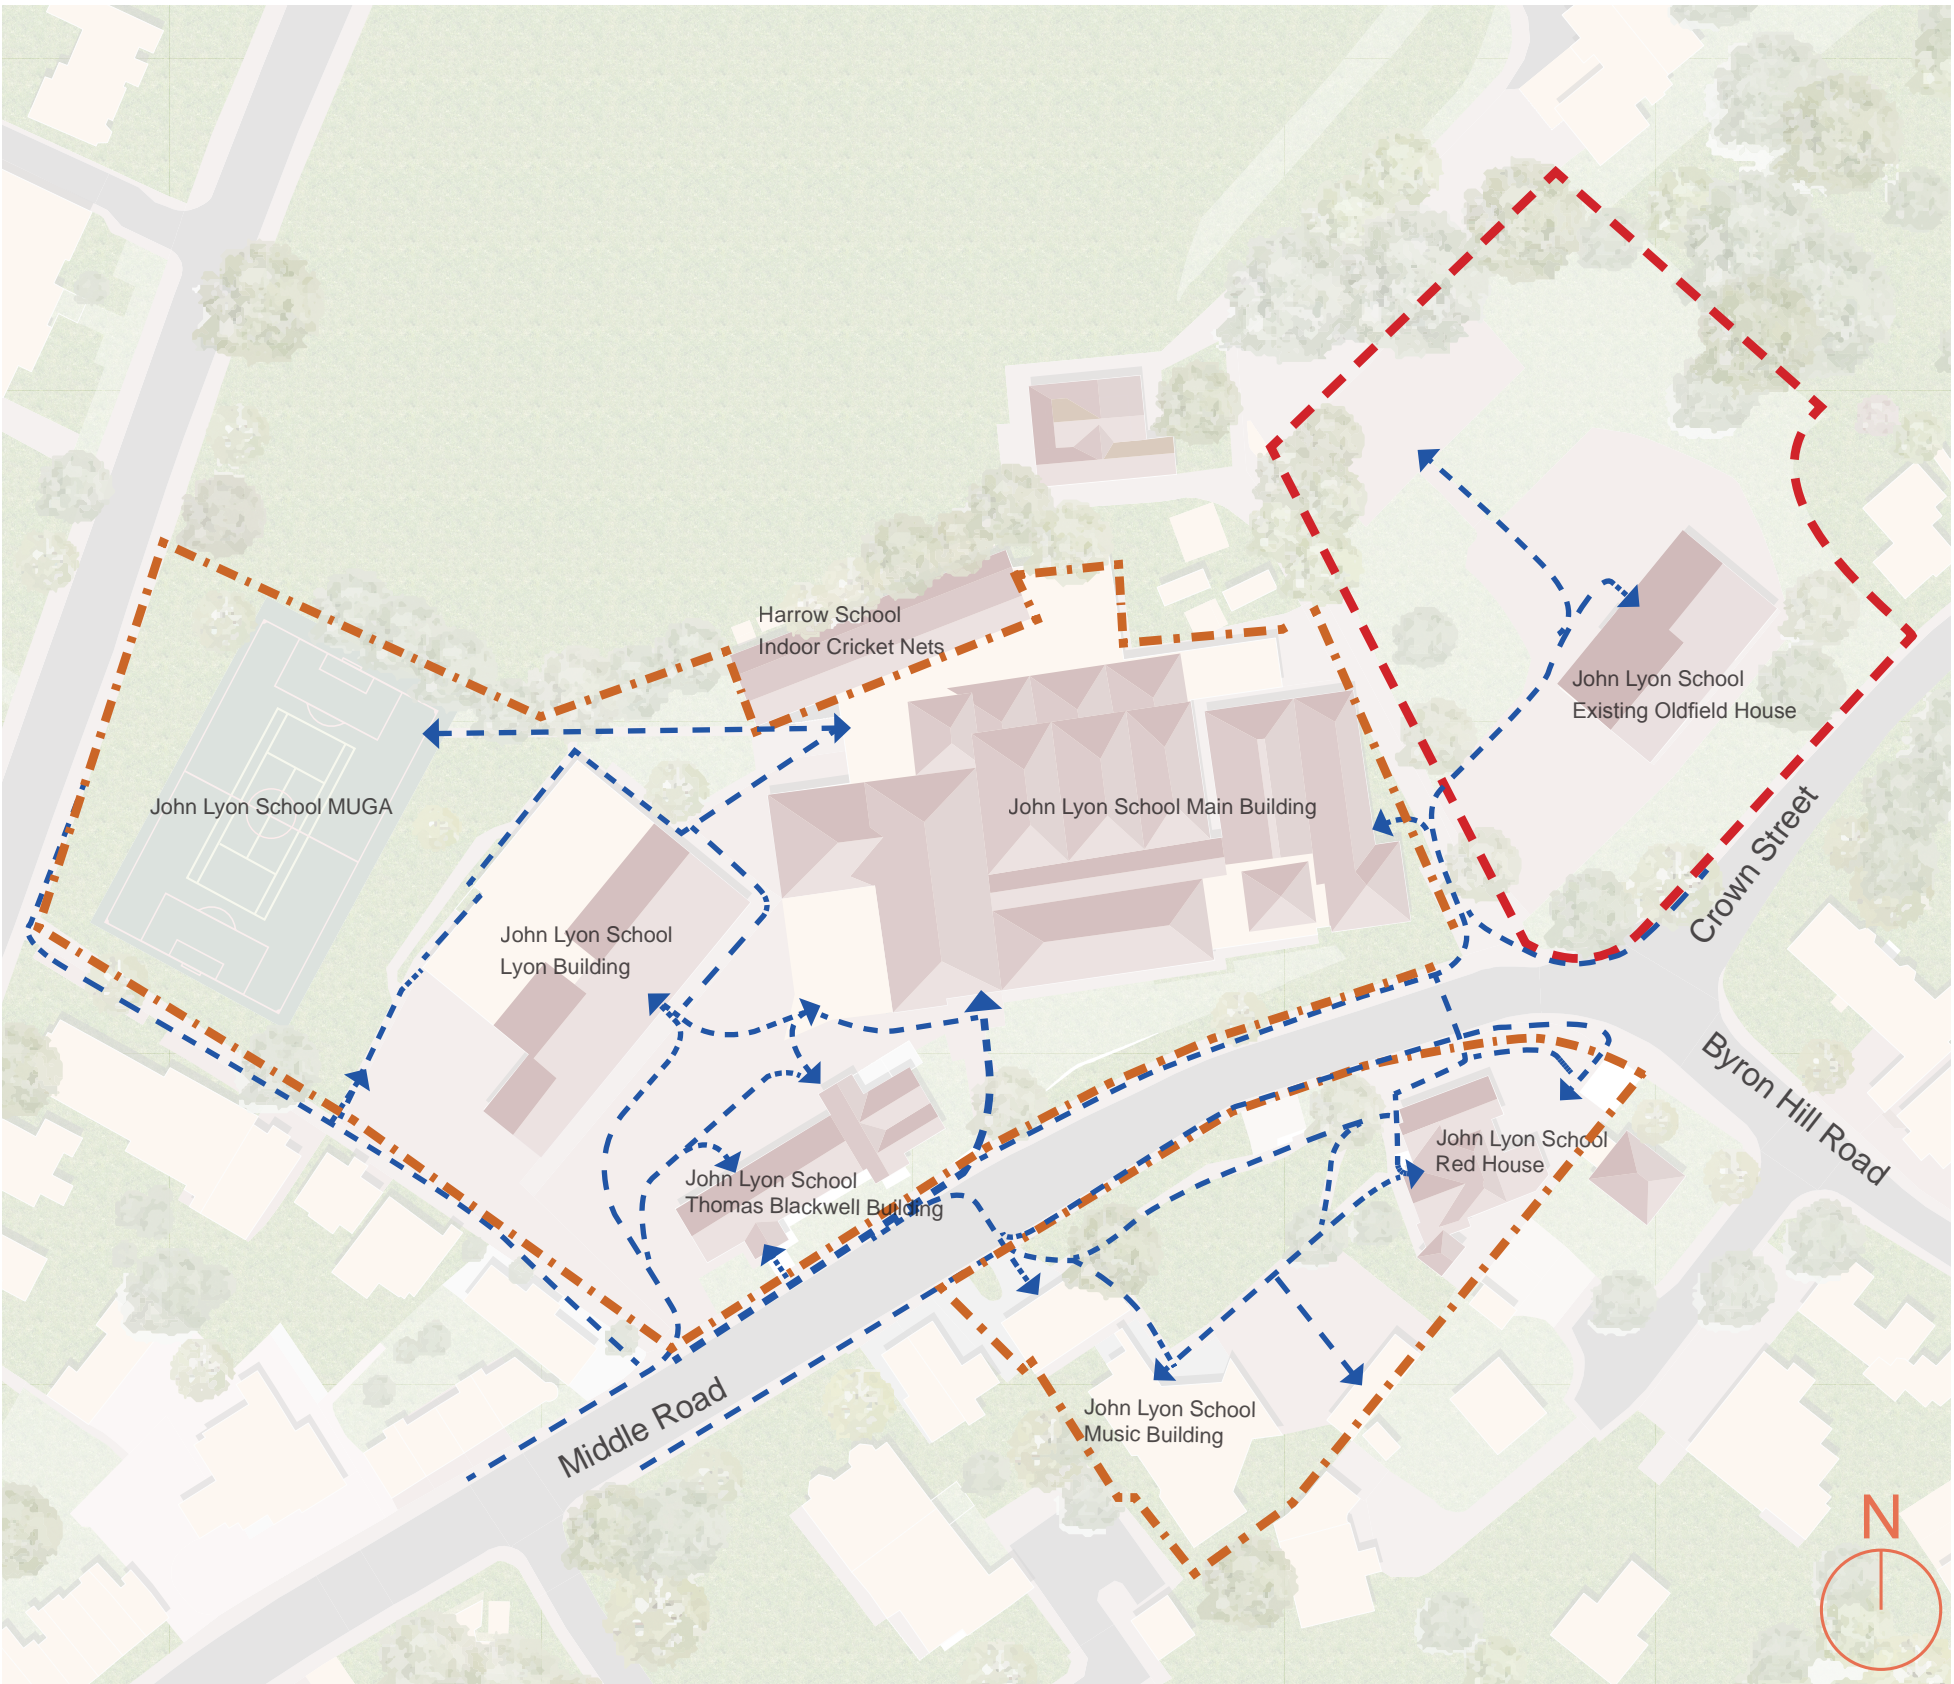 Harrow School
Indoor Cricket Nets
John Lyon School
Existing Oldfield House
John Lyon School MUGA
John Lyon School Main Building
Crown Street
John Lyon School
Lyon Building
Byron Hill Road
John Lyon School
Red House
John Lyon School
Thomas Blackwell Building
Middle Road
John Lyon School
Music Building
N